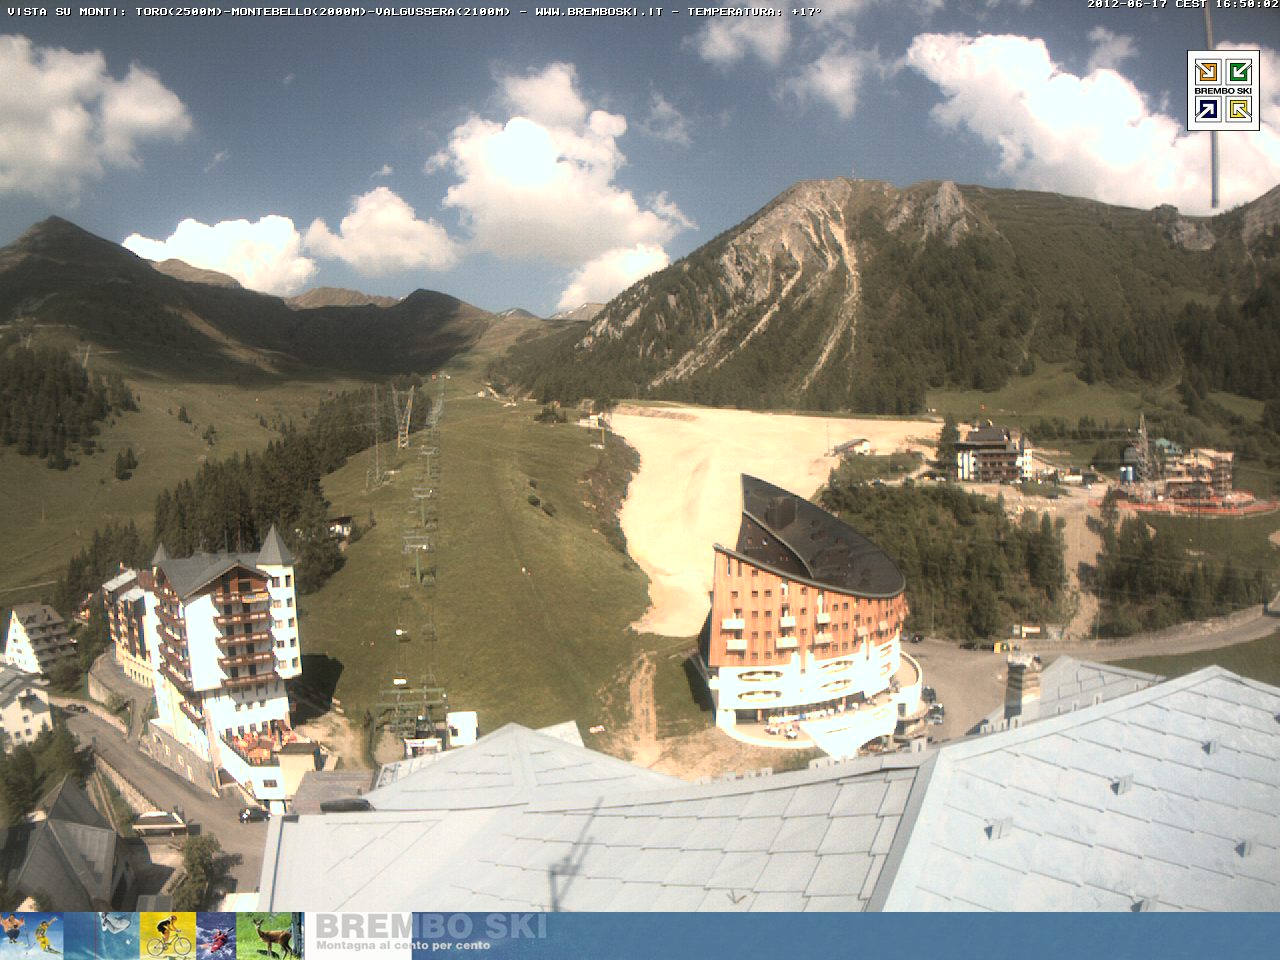 VISTA SU MONTI: TORO(2500M)-MONTEBELLO(2000M)-VALGUSSERA(2100M) - WWW.BREMBOSKI.IT - TEMPERATURA: +17°
2012-06-17 CEST 16:50:02
BREMBO SKI
BREMBO SKI
Montagna al cento per cento